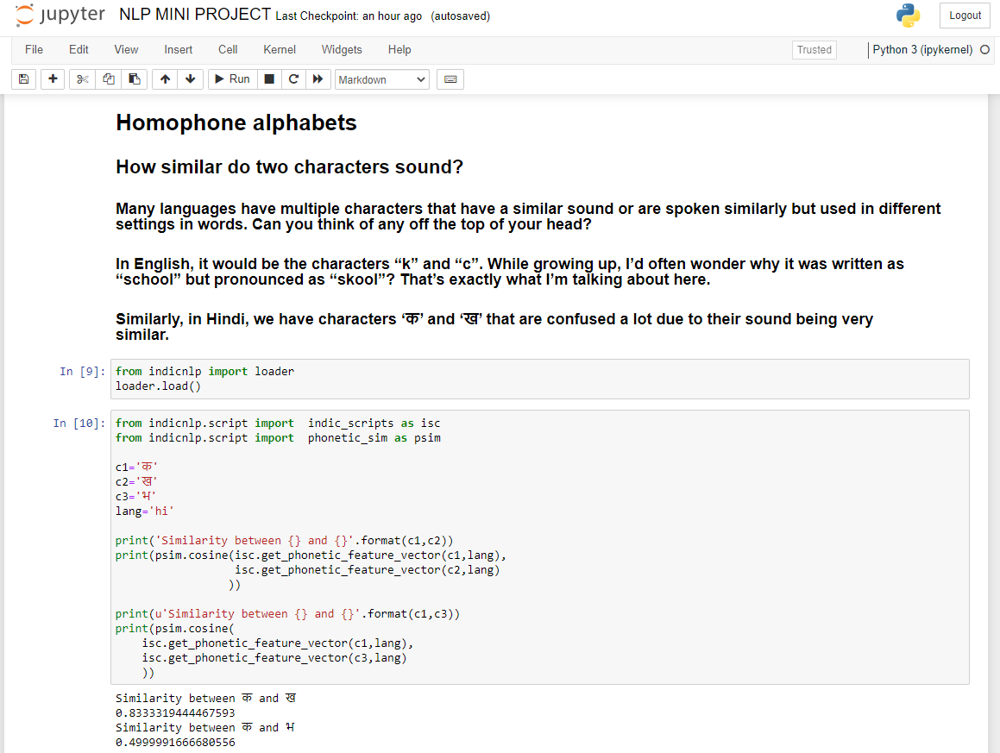 jupyter NLP MINI PROJECT Last Checkpoint: an hour ago (autosaved)
Logout
File Edit View Insert Cell Kernel Widgets Help
Trusted
Python 3 (ipykernel)
Run
Markdown
Homophone alphabets
How similar do two characters sound?
Many languages have multiple characters that have a similar sound or are spoken similarly but used in different
settings in words. Can you think of any off the top of your head?
In English, it would be the characters “k” and “c”. While growing up, I’d often wonder why it was written as
“school” but pronounced as “skool”? That’s exactly what I’m talking about here.
Similarly, in Hindi, we have characters ‘क’ and ‘ख’ that are confused a lot due to their sound being very
similar.
In [9]: from indicnlp import loader
loader.load()
In [10]: from indicnlp.script import  indic_scripts as isc
from indicnlp.script import  phonetic_sim as psim
c1='क'
c2='ख'
c3='भ'
lang='hi'
print('Similarity between {} and {}'.format(c1,c2))
print(psim.cosine(isc.get_phonetic_feature_vector(c1,lang),
isc.get_phonetic_feature_vector(c2,lang)
))
print(u'Similarity between {} and {}'.format(c1,c3))
print(psim.cosine(
isc.get_phonetic_feature_vector(c1,lang),
isc.get_phonetic_feature_vector(c3,lang)
))
Similarity between क and ख
0.8333319444467593
Similarity between क and भ
0.4999991666680556